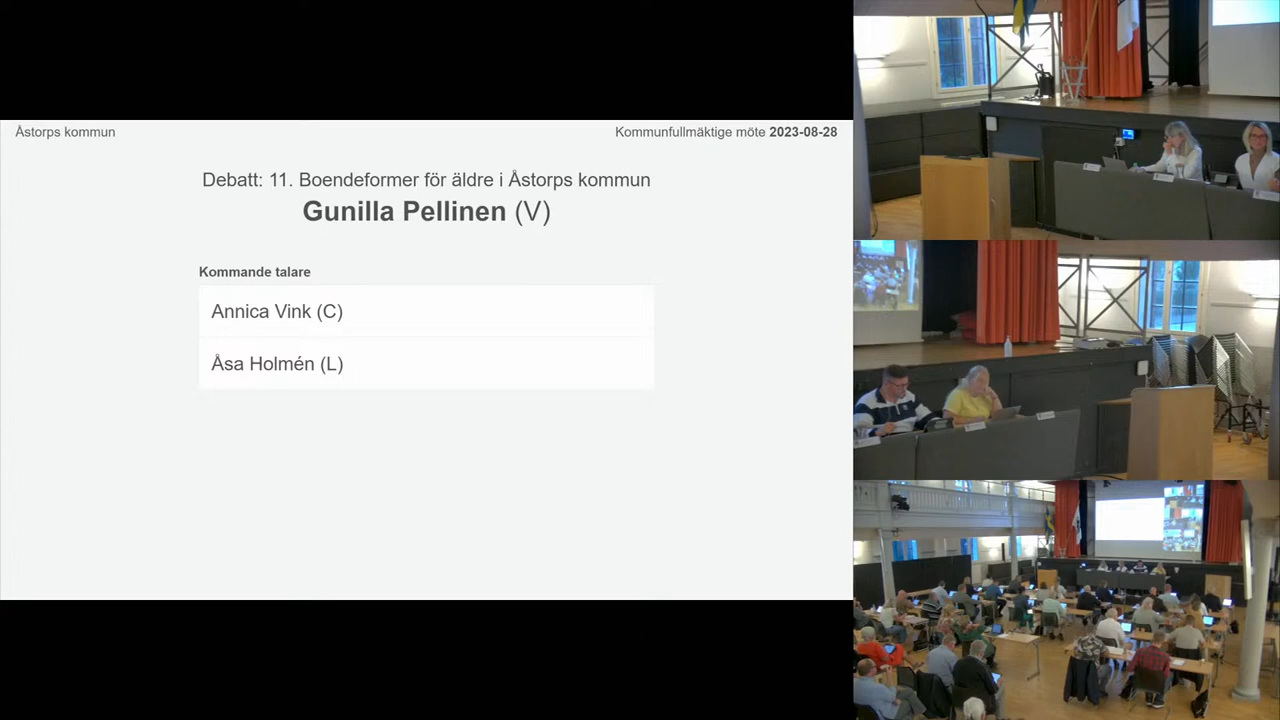 Åstorps kommun
Kommunfullmäktige möte 2023-08-28
Debatt: 11. Boendeformer för äldre i Åstorps kommun
Gunilla Pellinen (V)
Kommande talare
Annica Vink (C)
Åsa Holmén (L)